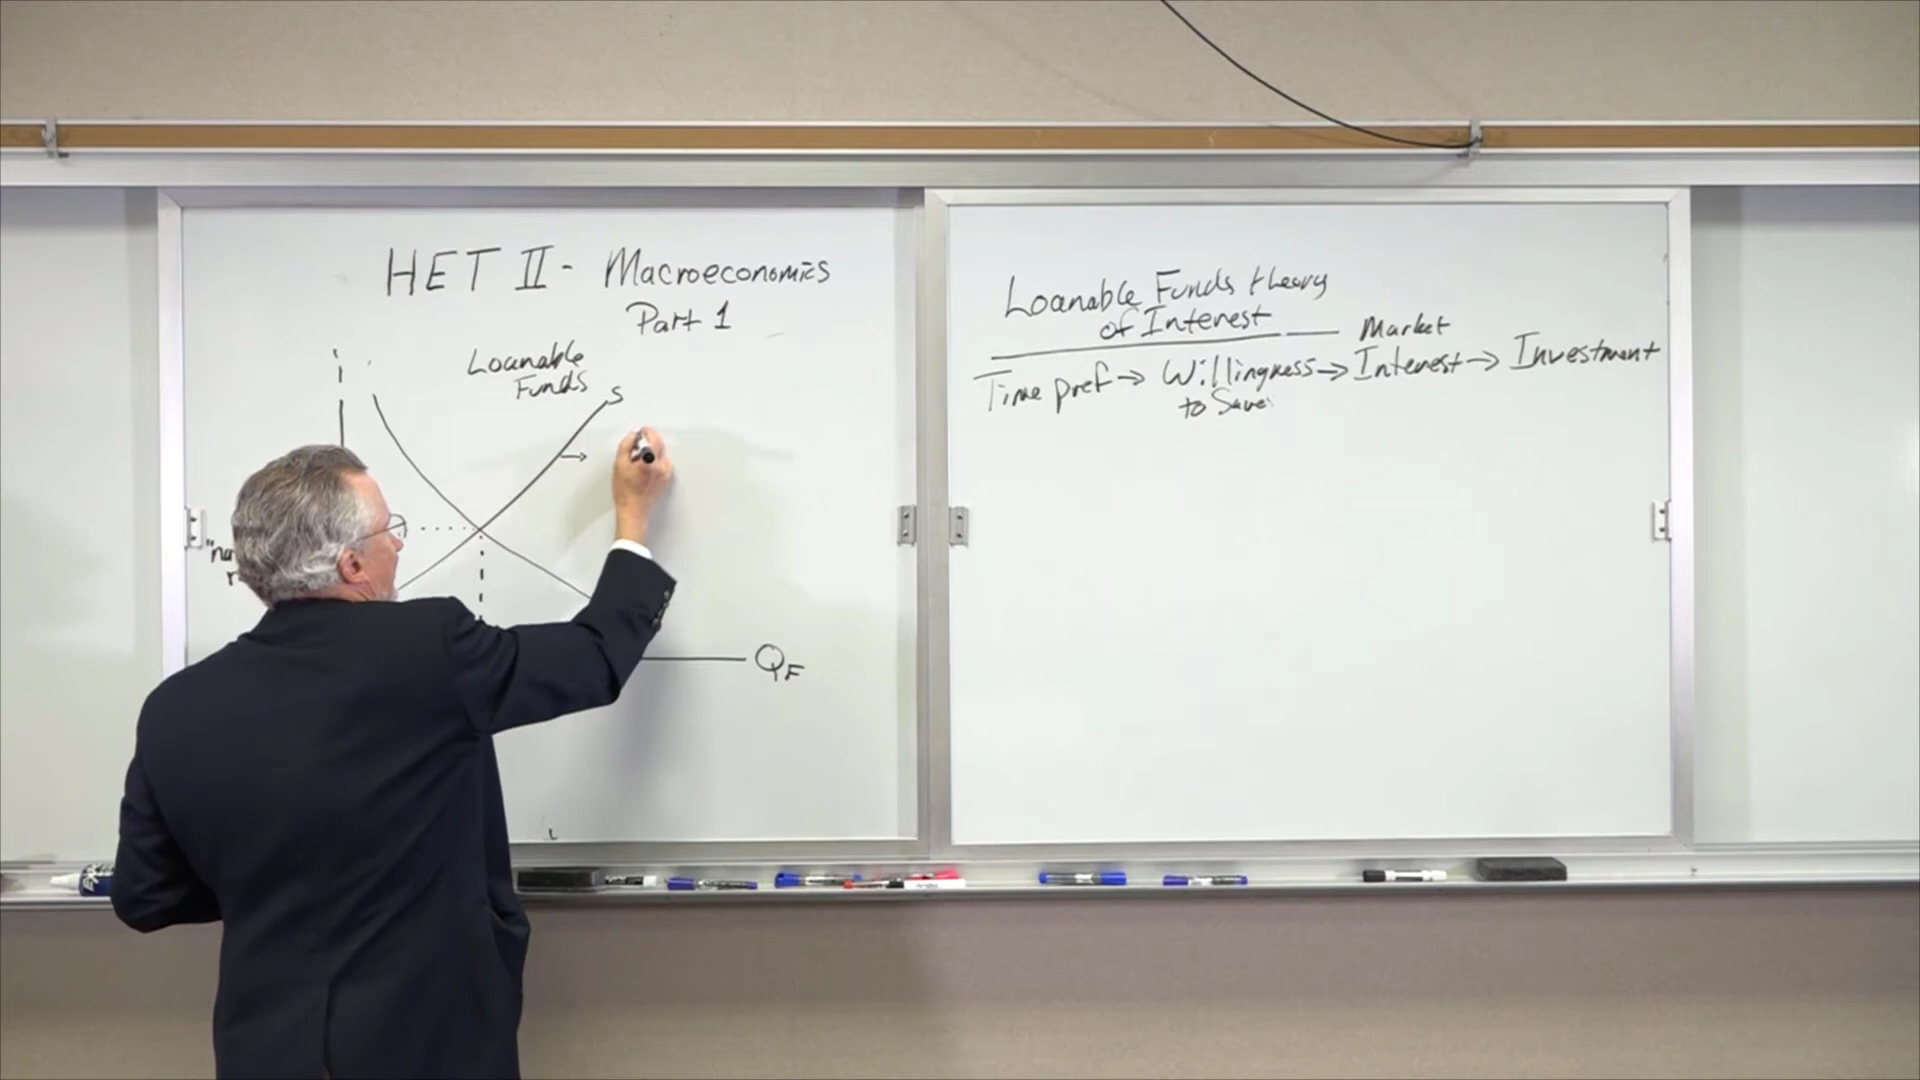 HET II - Macroeconomics
Part 1
Loanable
Funds
S
Q_F
Loanable Funds theory
of Interest
Market
Time pref → Willingness → Interest → Investment
to Save